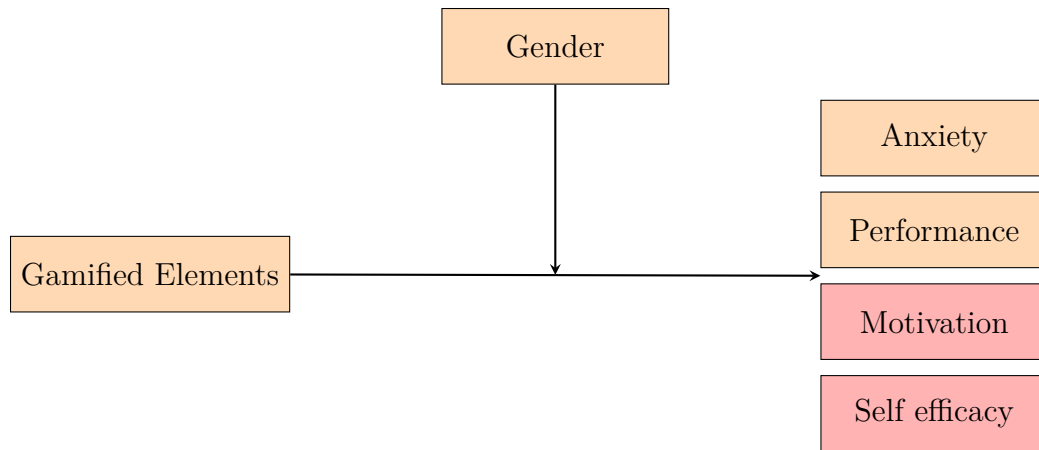 Gender
Anxiety
Performance
Gamified Elements
Motivation
Self efficacy